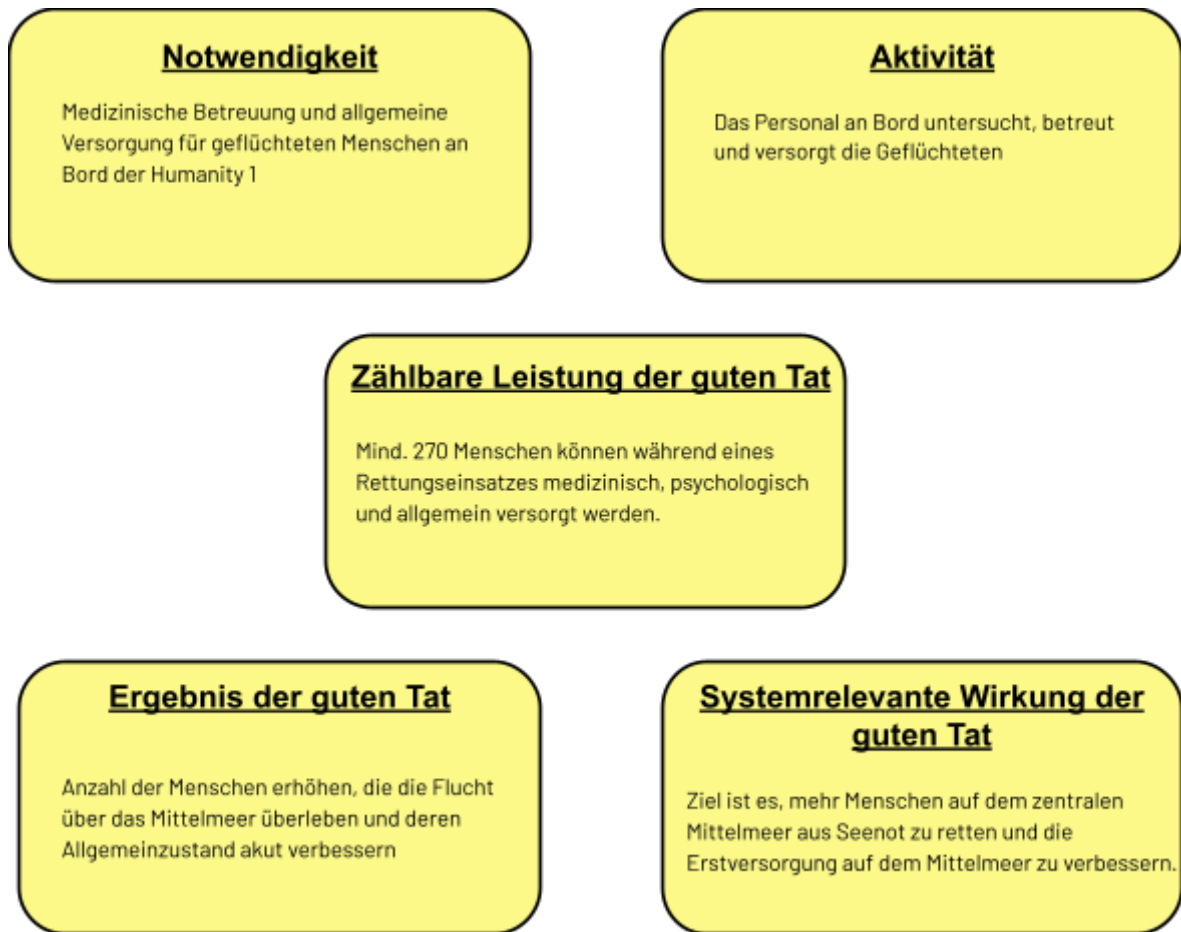 Notwendigkeit
Medizinische Betreuung und allgemeine
Versorgung für geflüchteten Menschen an
Bord der Humanity 1
Aktivität
Das Personal an Bord untersucht, betreut
und versorgt die Geflüchteten
Zählbare Leistung der guten Tat
Mind. 270 Menschen können während eines
Rettungseinsatzes medizinisch, psychologisch
und allgemein versorgt werden.
Ergebnis der guten Tat
Anzahl der Menschen erhöhen, die die Flucht
über das Mittelmeer überleben und deren
Allgemeinzustand akut verbessern
Systemrelevante Wirkung der
guten Tat
Ziel ist es, mehr Menschen auf dem zentralen
Mittelmeer aus Seenot zu retten und die
Erstversorgung auf dem Mittelmeer zu verbessern.